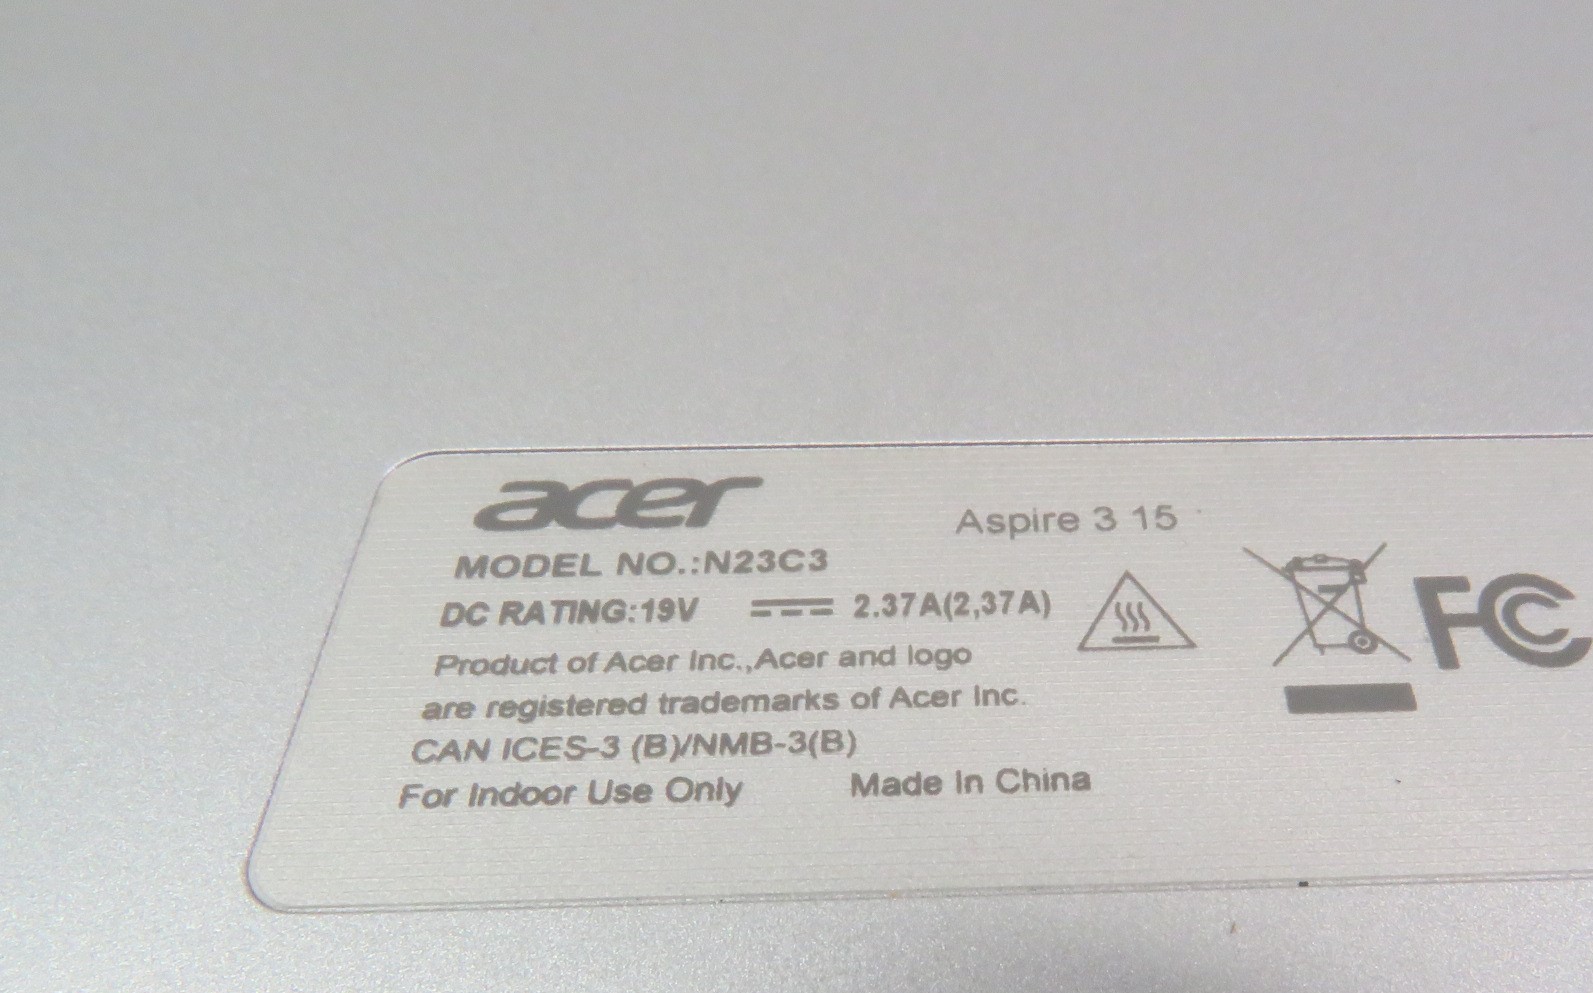 acer
Aspire 3 15
MODEL NO.:N23C3
DC RATING:19V ⎓ 2.37A(2,37A)
Product of Acer Inc.,Acer and logo
are registered trademarks of Acer Inc.
CAN ICES-3 (B)/NMB-3(B)
For Indoor Use Only Made In China
FC